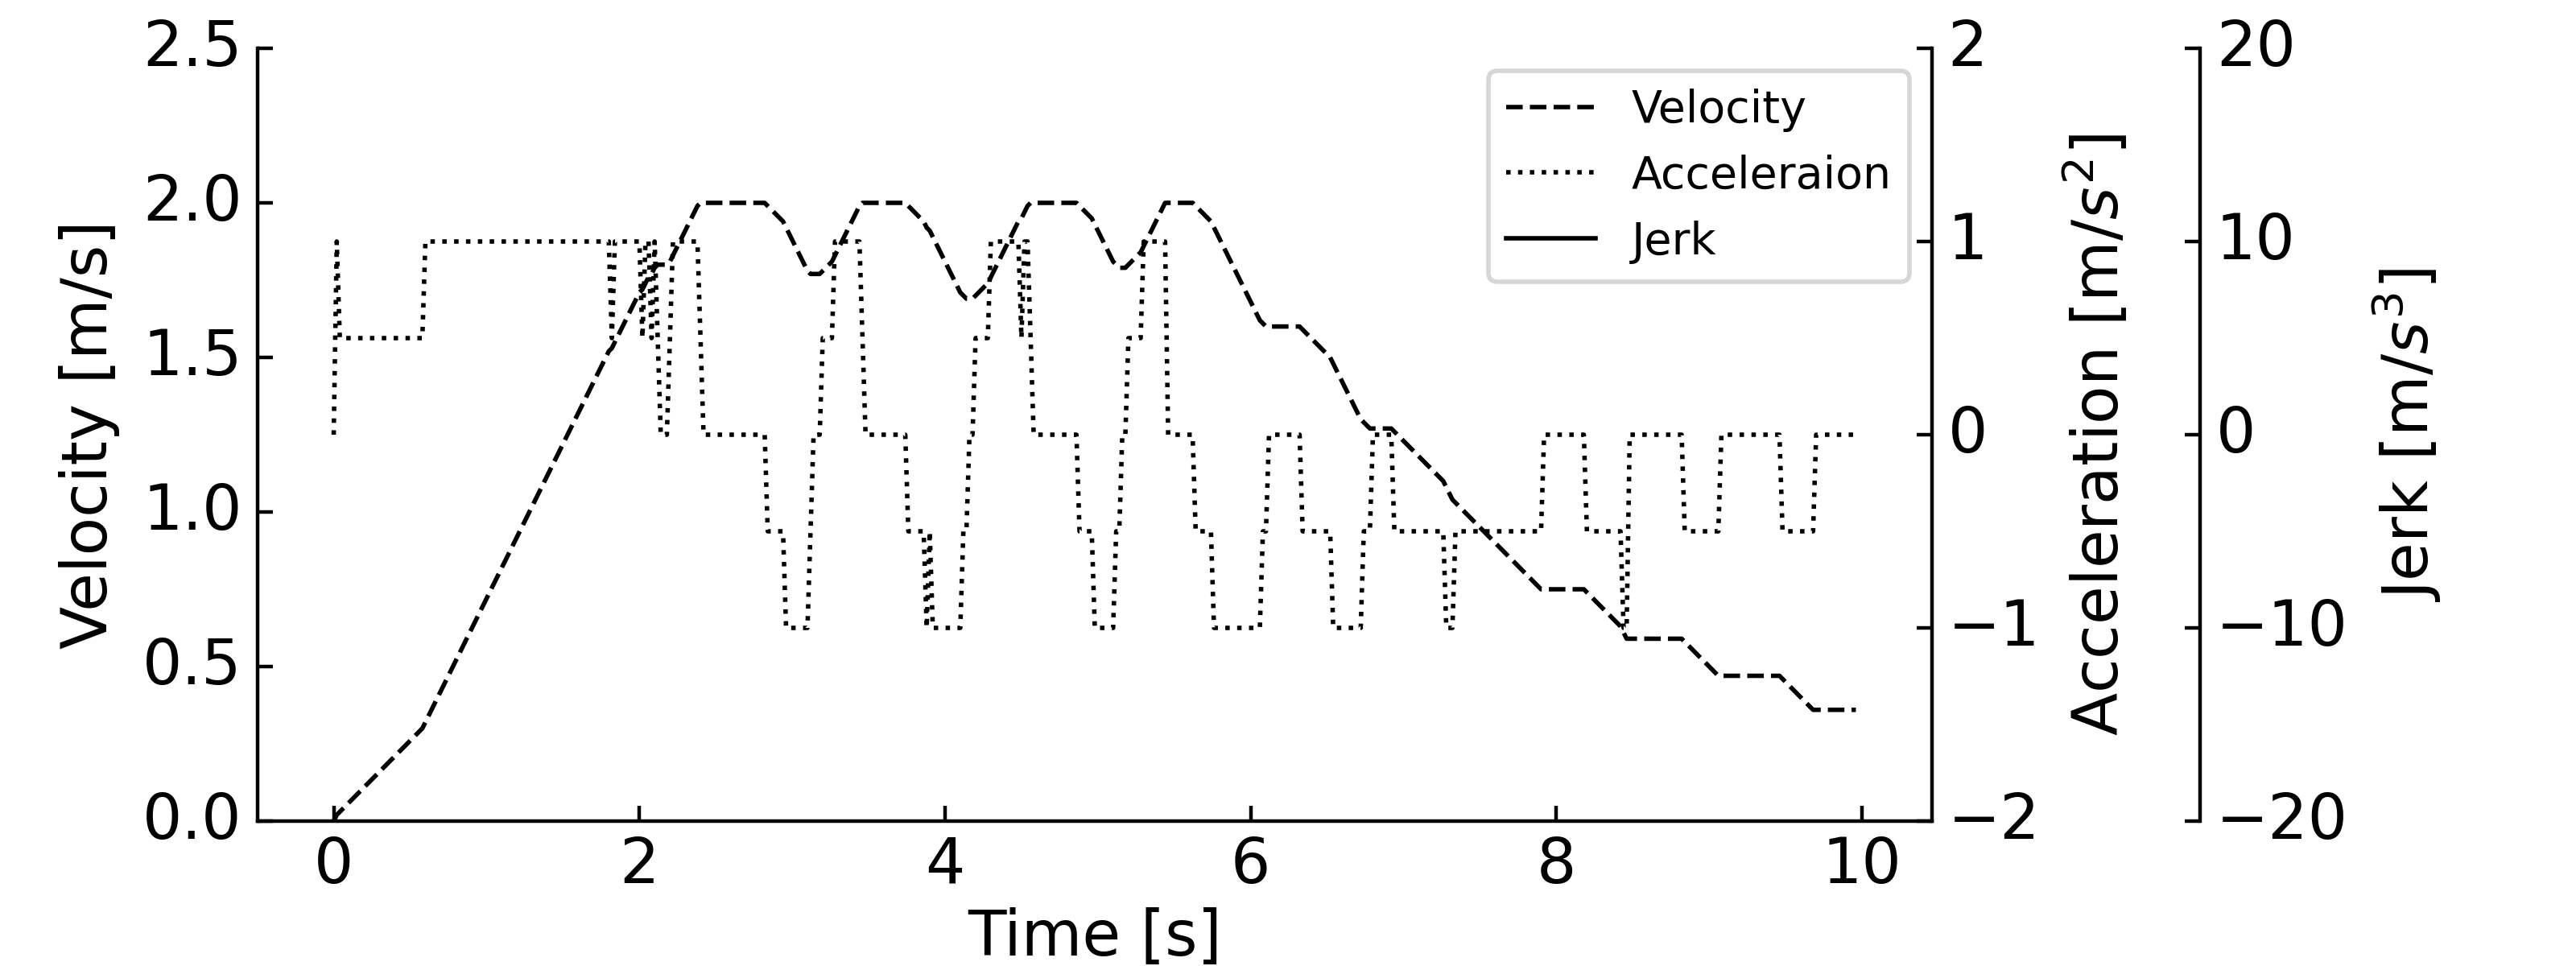 2.5
2.0
1.5
1.0
0.5
0.0
Velocity [m/s]
0 2 4 6 8 10
Time [s]
Velocity
Acceleraion
Jerk
2
1
0
−1
−2
Acceleration [m/s²]
20
10
0
−10
−20
Jerk [m/s³]